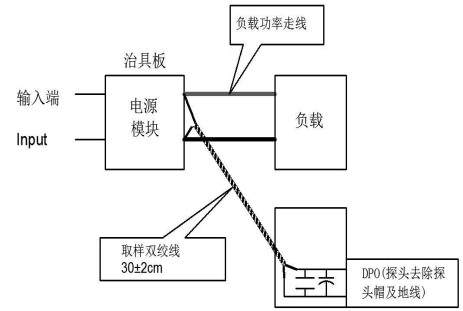 负载功率走线
治具板
输入端
Input
电源
模块
负载
取样双绞线
30±2cm
DPO(探头去除探
头帽及地线)